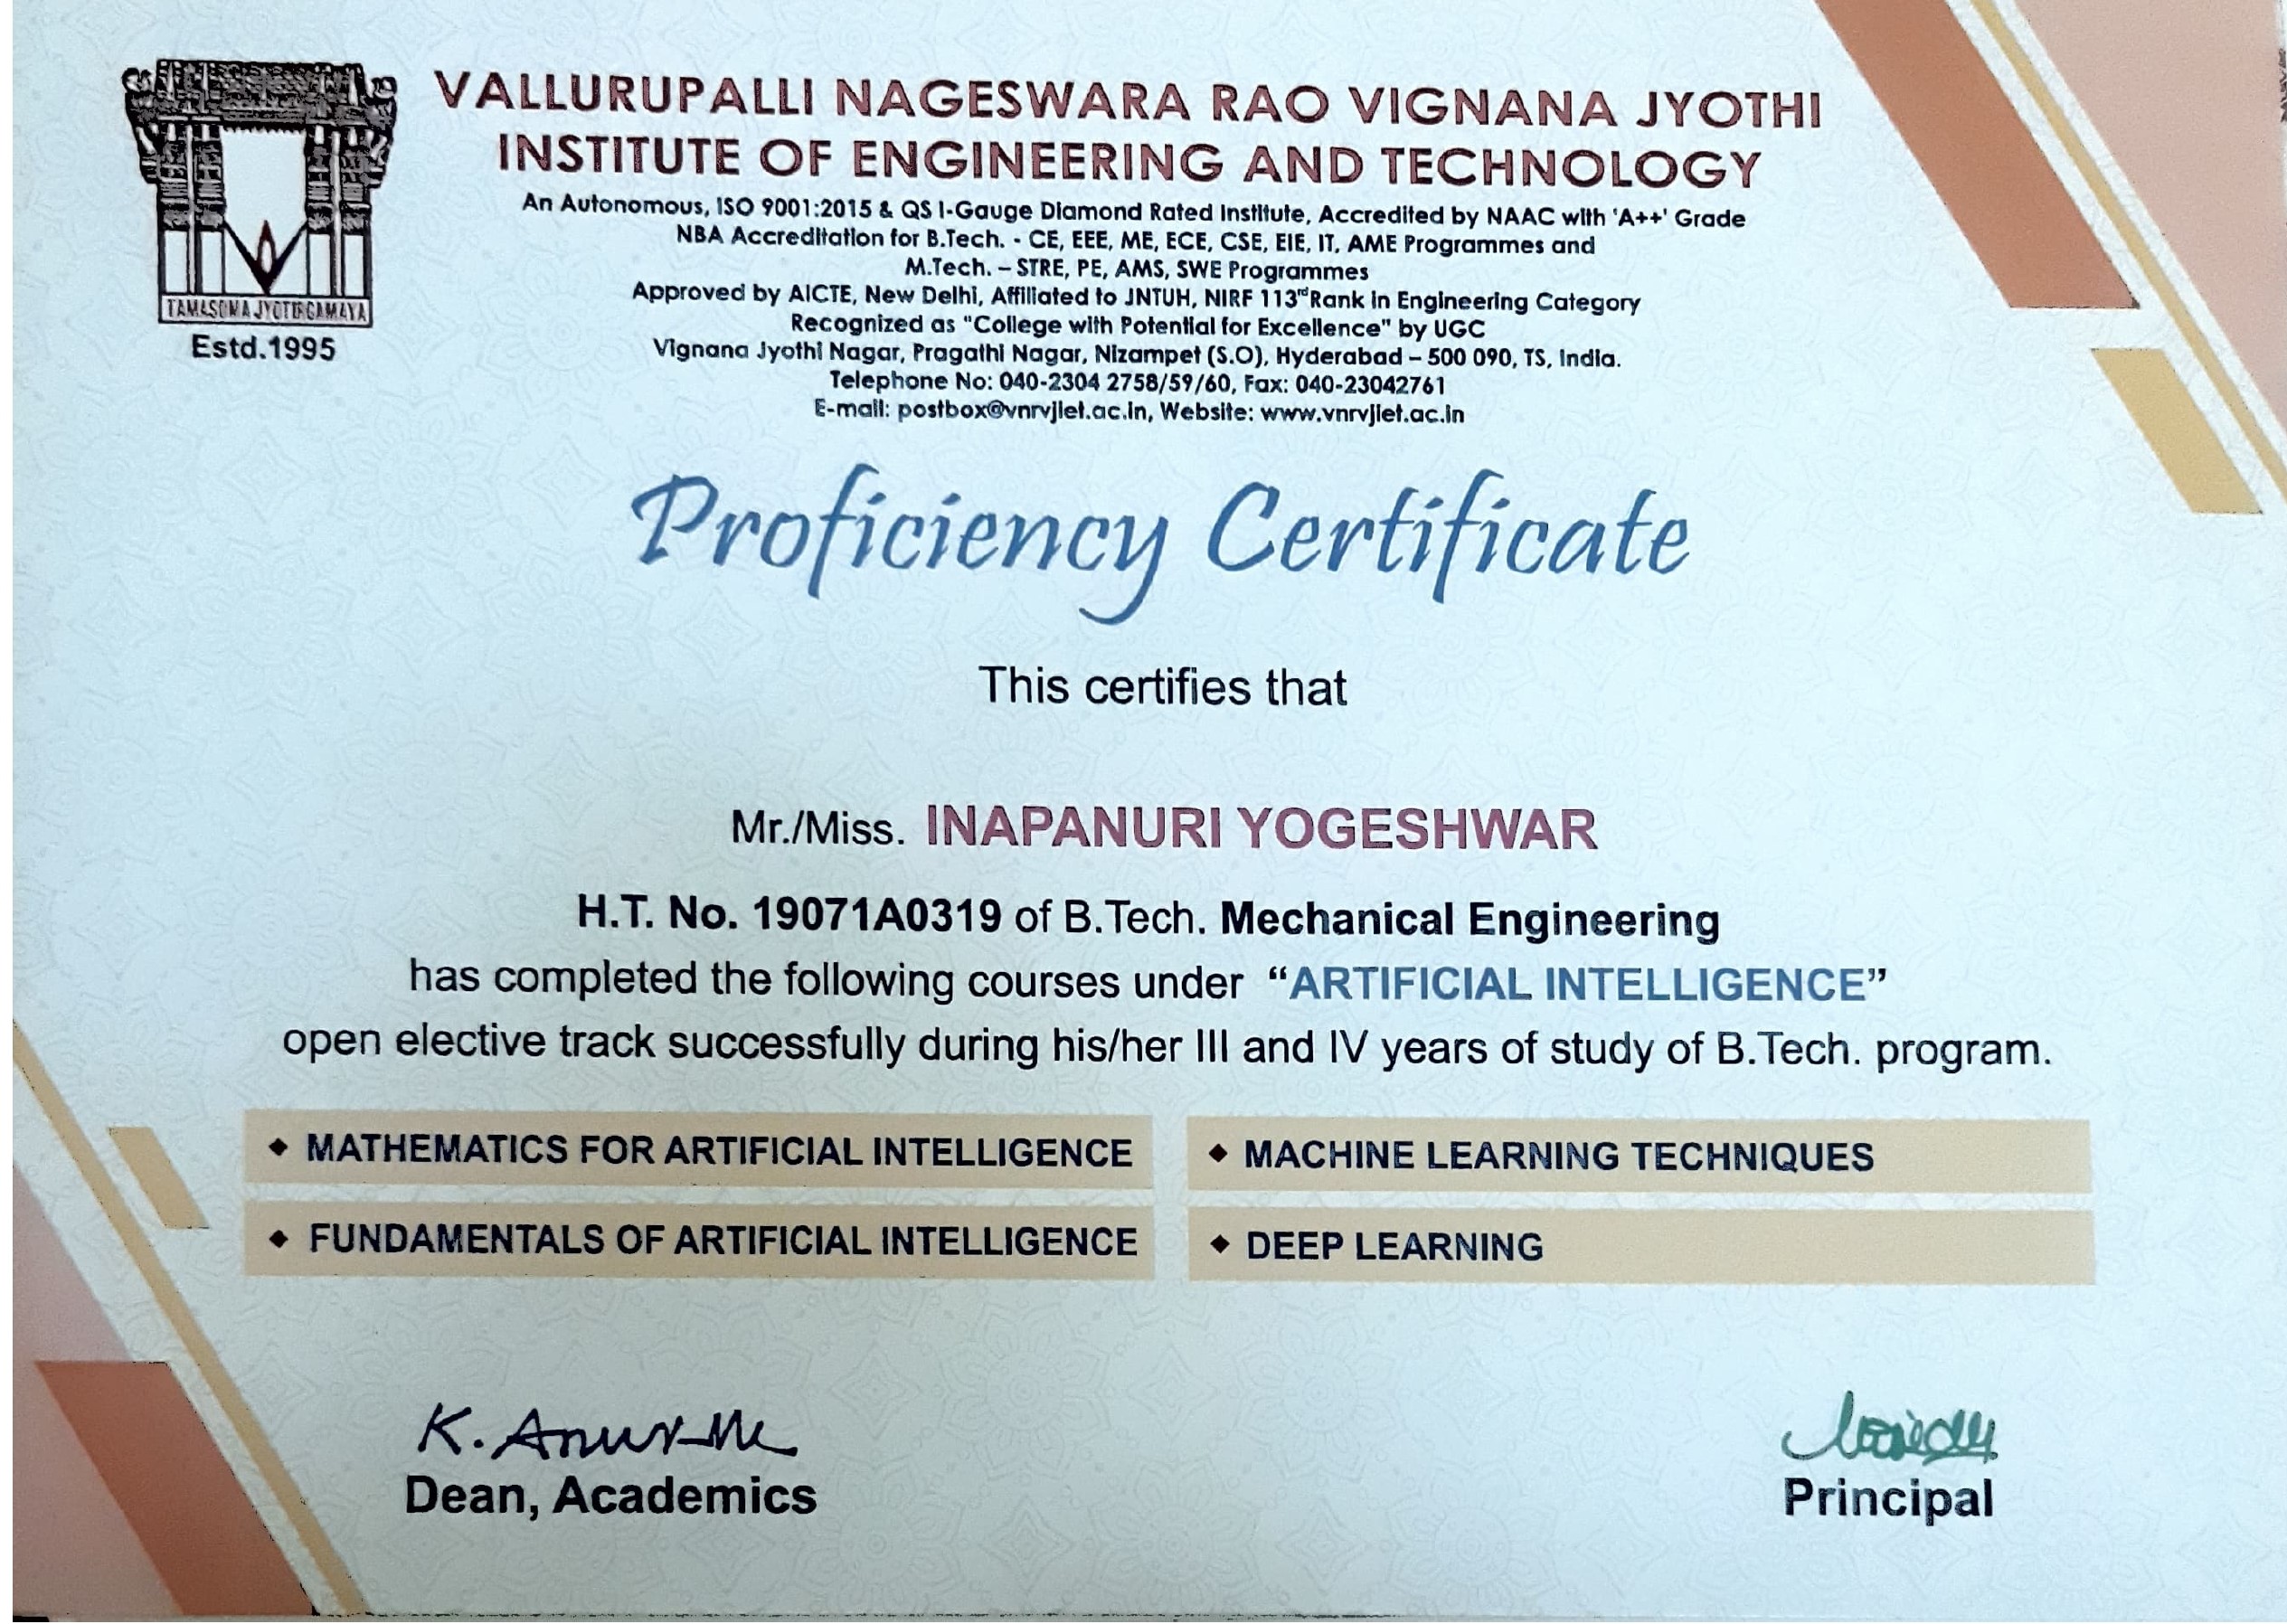 VALLURUPALLI NAGESWARA RAO VIGNANA JYOTHI
INSTITUTE OF ENGINEERING AND TECHNOLOGY
An Autonomous, ISO 9001:2015 & QS I-Gauge Diamond Rated Institute, Accredited by NAAC with 'A++' Grade
NBA Accreditation for B.Tech. - CE, EEE, ME, ECE, CSE, EIE, IT, AME Programmes and
M.Tech. – STRE, PE, AMS, SWE Programmes
Approved by AICTE, New Delhi, Affiliated to JNTUH, NIRF 113rd Rank in Engineering Category
Recognized as "College with Potential for Excellence" by UGC
Vignana Jyothi Nagar, Pragathi Nagar, Nizampet (S.O), Hyderabad – 500 090, TS, India.
Telephone No: 040-2304 2758/59/60, Fax: 040-23042761
E-mail: postbox@vnrvjiet.ac.in, Website: www.vnrvjiet.ac.in
TAMASOMA JYOTIRGAMAYA
Estd.1995
Proficiency Certificate
This certifies that
Mr./Miss. INAPANURI YOGESHWAR
H.T. No. 19071A0319 of B.Tech. Mechanical Engineering
has completed the following courses under “ARTIFICIAL INTELLIGENCE”
open elective track successfully during his/her III and IV years of study of B.Tech. program.
◆ MATHEMATICS FOR ARTIFICIAL INTELLIGENCE
◆ MACHINE LEARNING TECHNIQUES
◆ FUNDAMENTALS OF ARTIFICIAL INTELLIGENCE
◆ DEEP LEARNING
K.
Dean, Academics
Principal